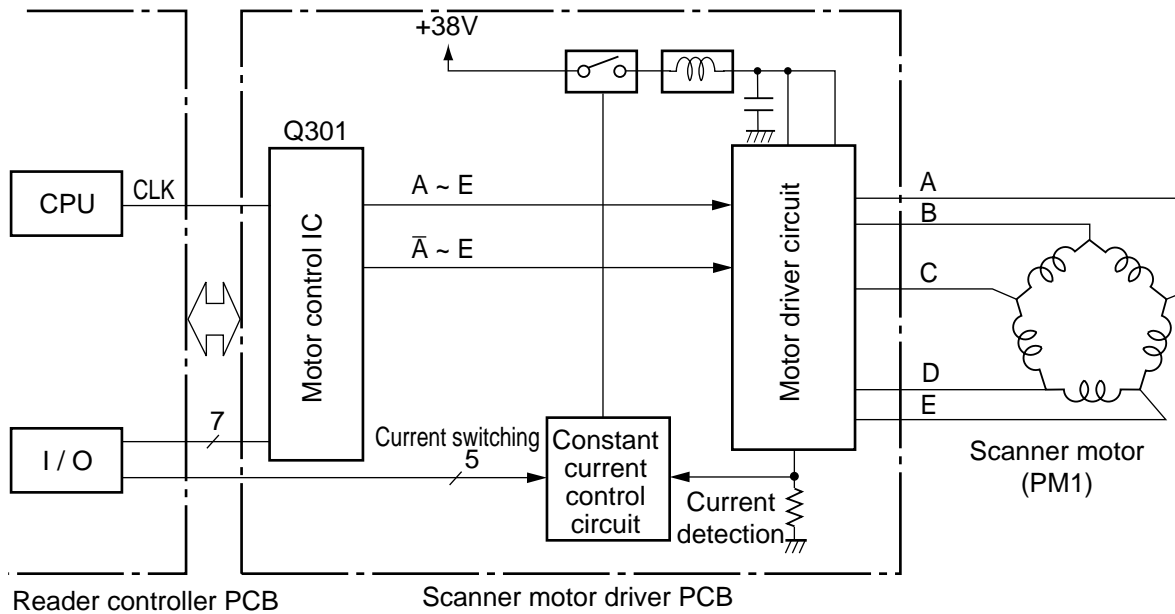 +38V
Q301
CPU
CLK
A ~ E
A̅ ~ E
Motor control IC
Motor driver circuit
A
B
C
D
E
7
I / O
Current switching
5
Constant
current
control
circuit
Current
detection
Scanner motor
(PM1)
Reader controller PCB
Scanner motor driver PCB